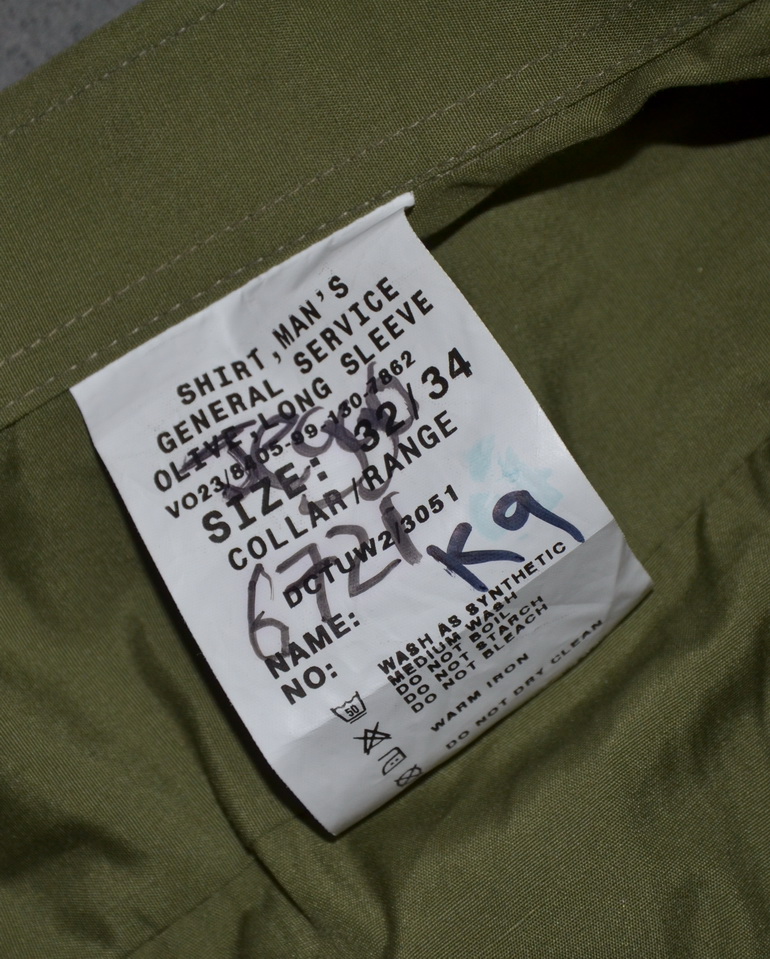 SHIRT, MAN'S
GENERAL SERVICE
OLIVE, LONG SLEEVE
VO23/8405-99-130-7862
SIZE: 32/34
COLLAR/RANGE
6721
DCTUW2/3051
K9
NAME:
NO:
WASH AS SYNTHETIC
MEDIUM WASH
DO NOT BOIL
DO NOT STARCH
DO NOT BLEACH
50
WARM IRON
DO NOT DRY CLEAN